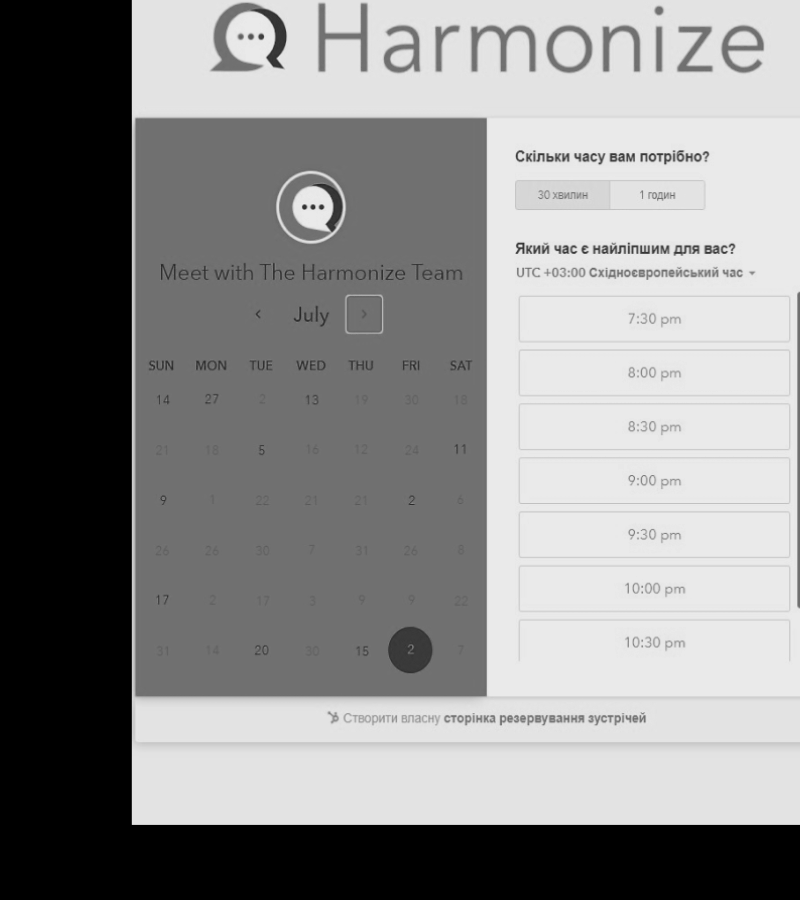 Harmonize
Meet with The Harmonize Team
July
SUN MON TUE WED THU FRI SAT
14 27 2 13 19 30 18
21 18 5 16 12 24 11
9 1 22 21 21 2 6
26 26 30 7 31 26 8
17 2 17 3 9 9 22
31 14 20 30 15 2 7
Скільки часу вам потрібно?
30 хвилин 1 годин
Який час є найліпшим для вас?
UTC +03:00 Східноєвропейський час
7:30 pm
8:00 pm
8:30 pm
9:00 pm
9:30 pm
10:00 pm
10:30 pm
Створити власну сторінка резервування зустрічей